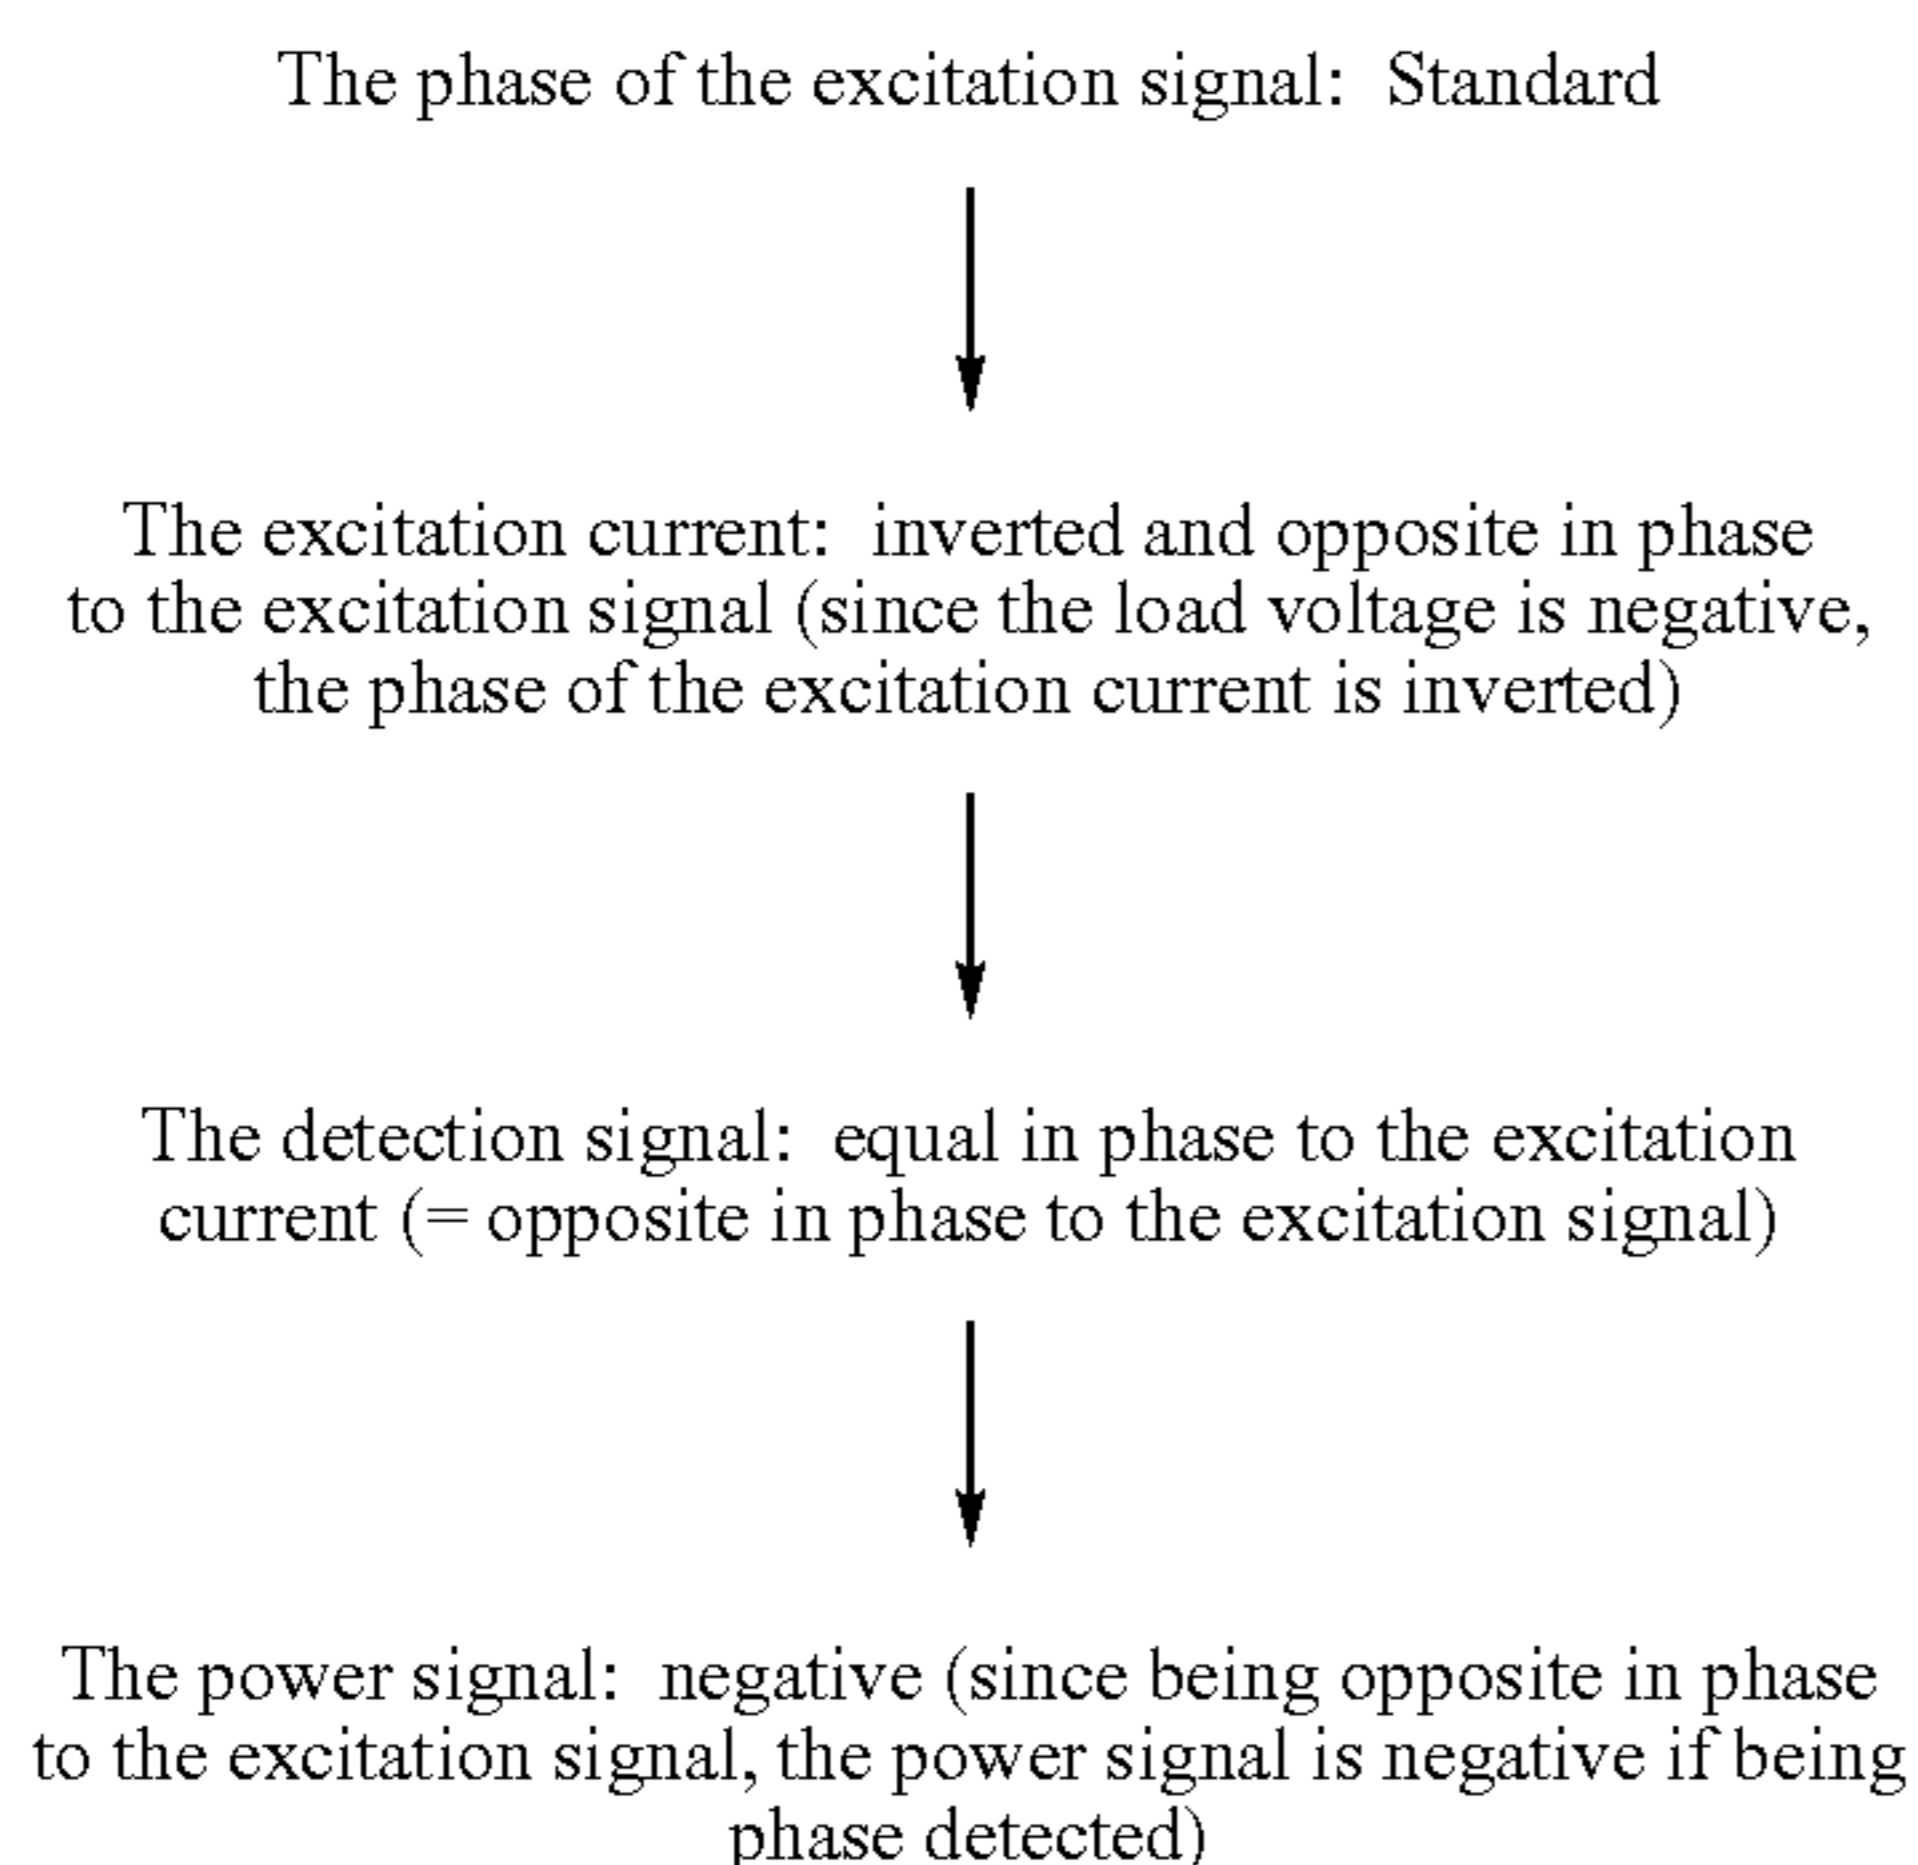 The phase of the excitation signal: Standard
The excitation current: inverted and opposite in phase
to the excitation signal (since the load voltage is negative,
the phase of the excitation current is inverted)
The detection signal: equal in phase to the excitation
current (= opposite in phase to the excitation signal)
The power signal: negative (since being opposite in phase
to the excitation signal, the power signal is negative if being
phase detected)